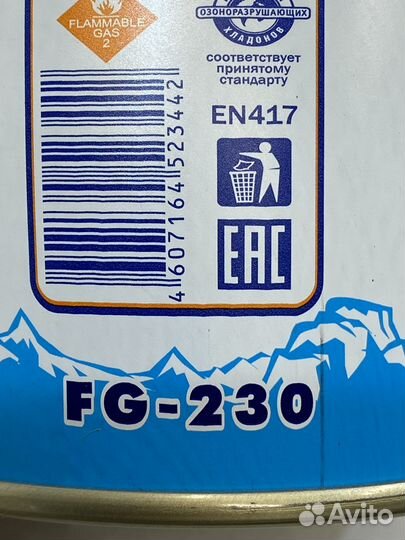 FLAMMABLE
GAS
2
ОЗОНОРАЗРУШАЮЩИХ
ХЛАДОНОВ
соответствует
принятому
стандарту
EN417
4607164523442
EAC
FG-230
Avito